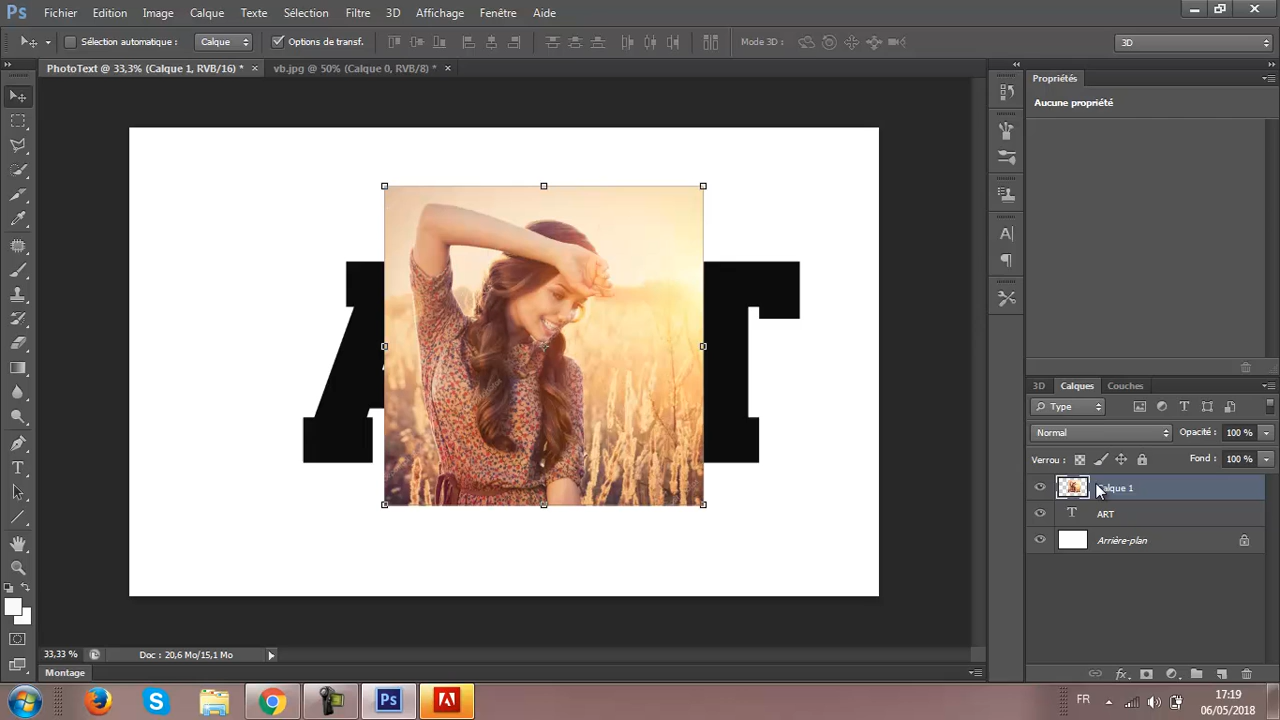 Ps Fichier Edition Image Calque Texte Sélection Filtre 3D Affichage Fenêtre Aide
Sélection automatique : Calque Options de transf. Mode 3D : 3D
PhotoText @ 33,3% (Calque 1, RVB/16) * × vb.jpg @ 50% (Calque 0, RVB/8) * ×
Propriétés
Aucune propriété
A T
3D Calques Couches
Type
Normal Opacité : 100 %
Verrou : Fond : 100 %
Calque 1
T ART
Arrière-plan
33,33 % Doc : 20,6 Mo/15,1 Mo
Montage
FR 17:19
06/05/2018